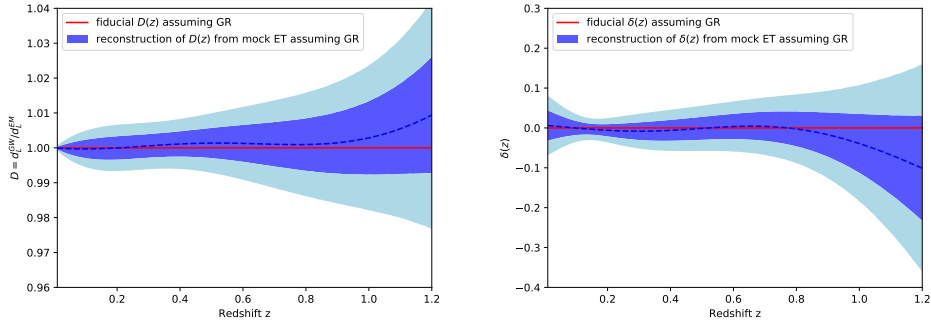 fiducial D(z) assuming GR
reconstruction of D(z) from mock ET assuming GR
D = d_L^{GW}/d_L^{EM}
1.04
1.03
1.02
1.01
1.00
0.99
0.98
0.97
0.96
0.2 0.4 0.6 0.8 1.0 1.2
Redshift z
fiducial δ(z) assuming GR
reconstruction of δ(z) from mock ET assuming GR
δ(z)
0.3
0.2
0.1
0.0
−0.1
−0.2
−0.3
−0.4
0.2 0.4 0.6 0.8 1.0 1.2
Redshift z